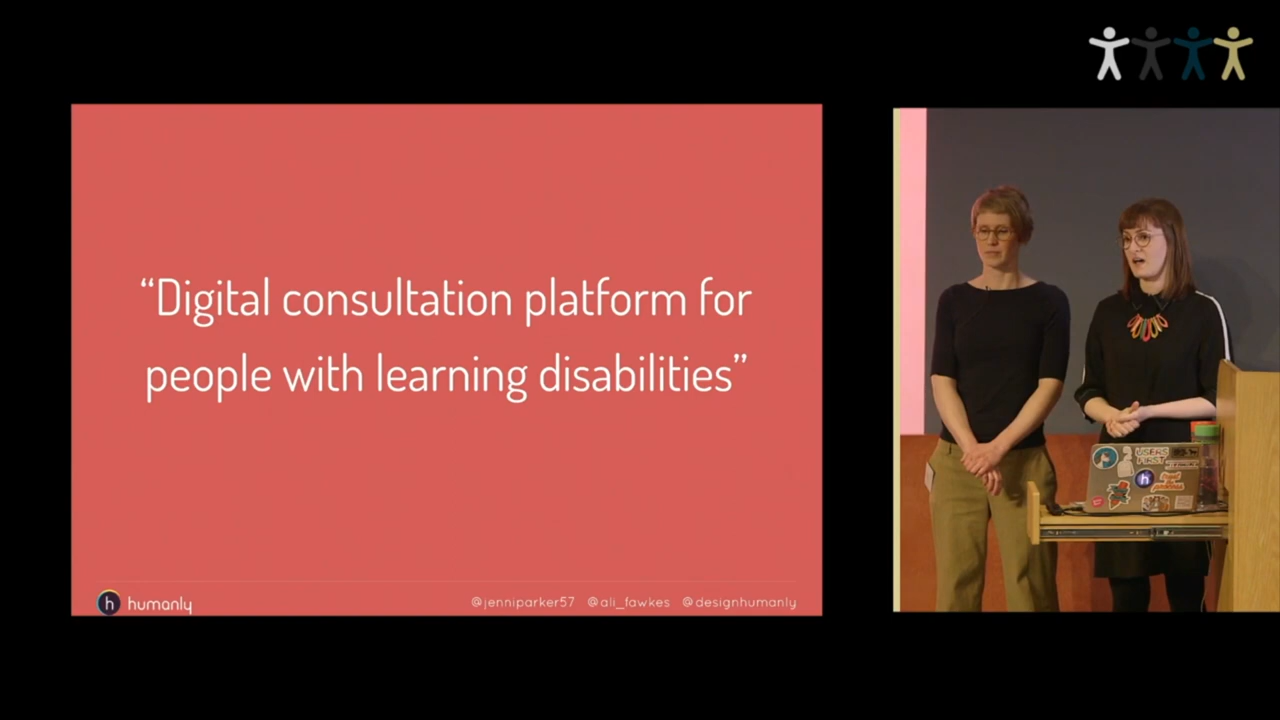 “Digital consultation platform for
people with learning disabilities”
h humanly
@jenniparker57 @ali_fawkes @designhumanly
USERS
FIRST
h